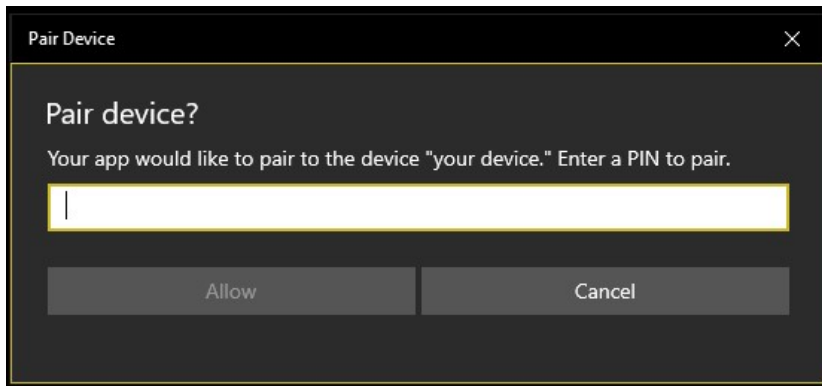 Pair Device
Pair device?
Your app would like to pair to the device "your device." Enter a PIN to pair.
Allow
Cancel